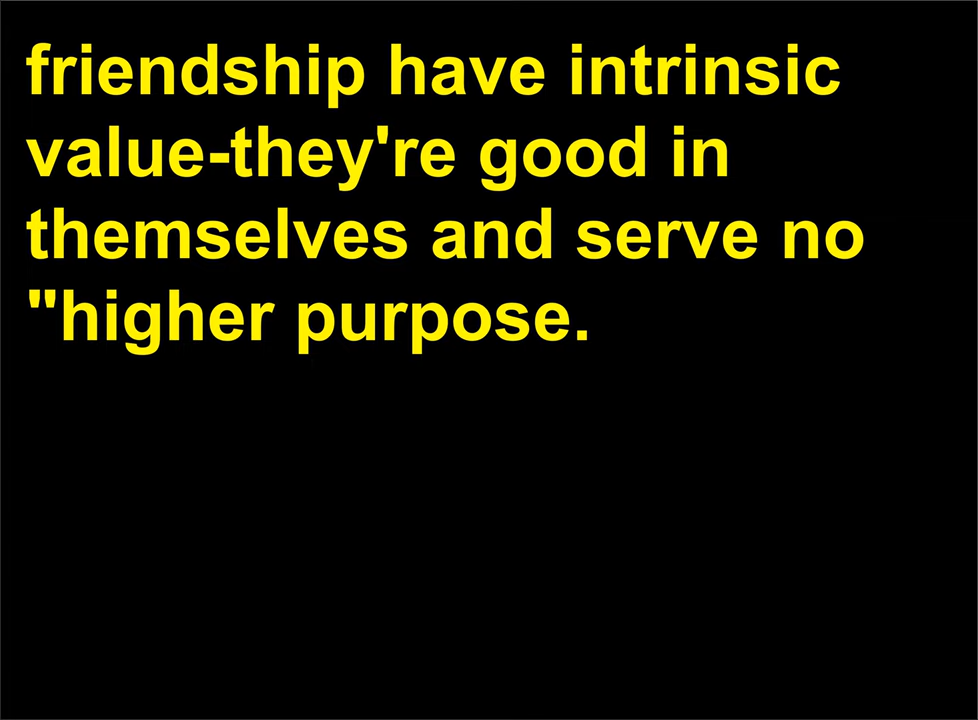 friendship have intrinsic
value-they're good in
themselves and serve no
"higher purpose.